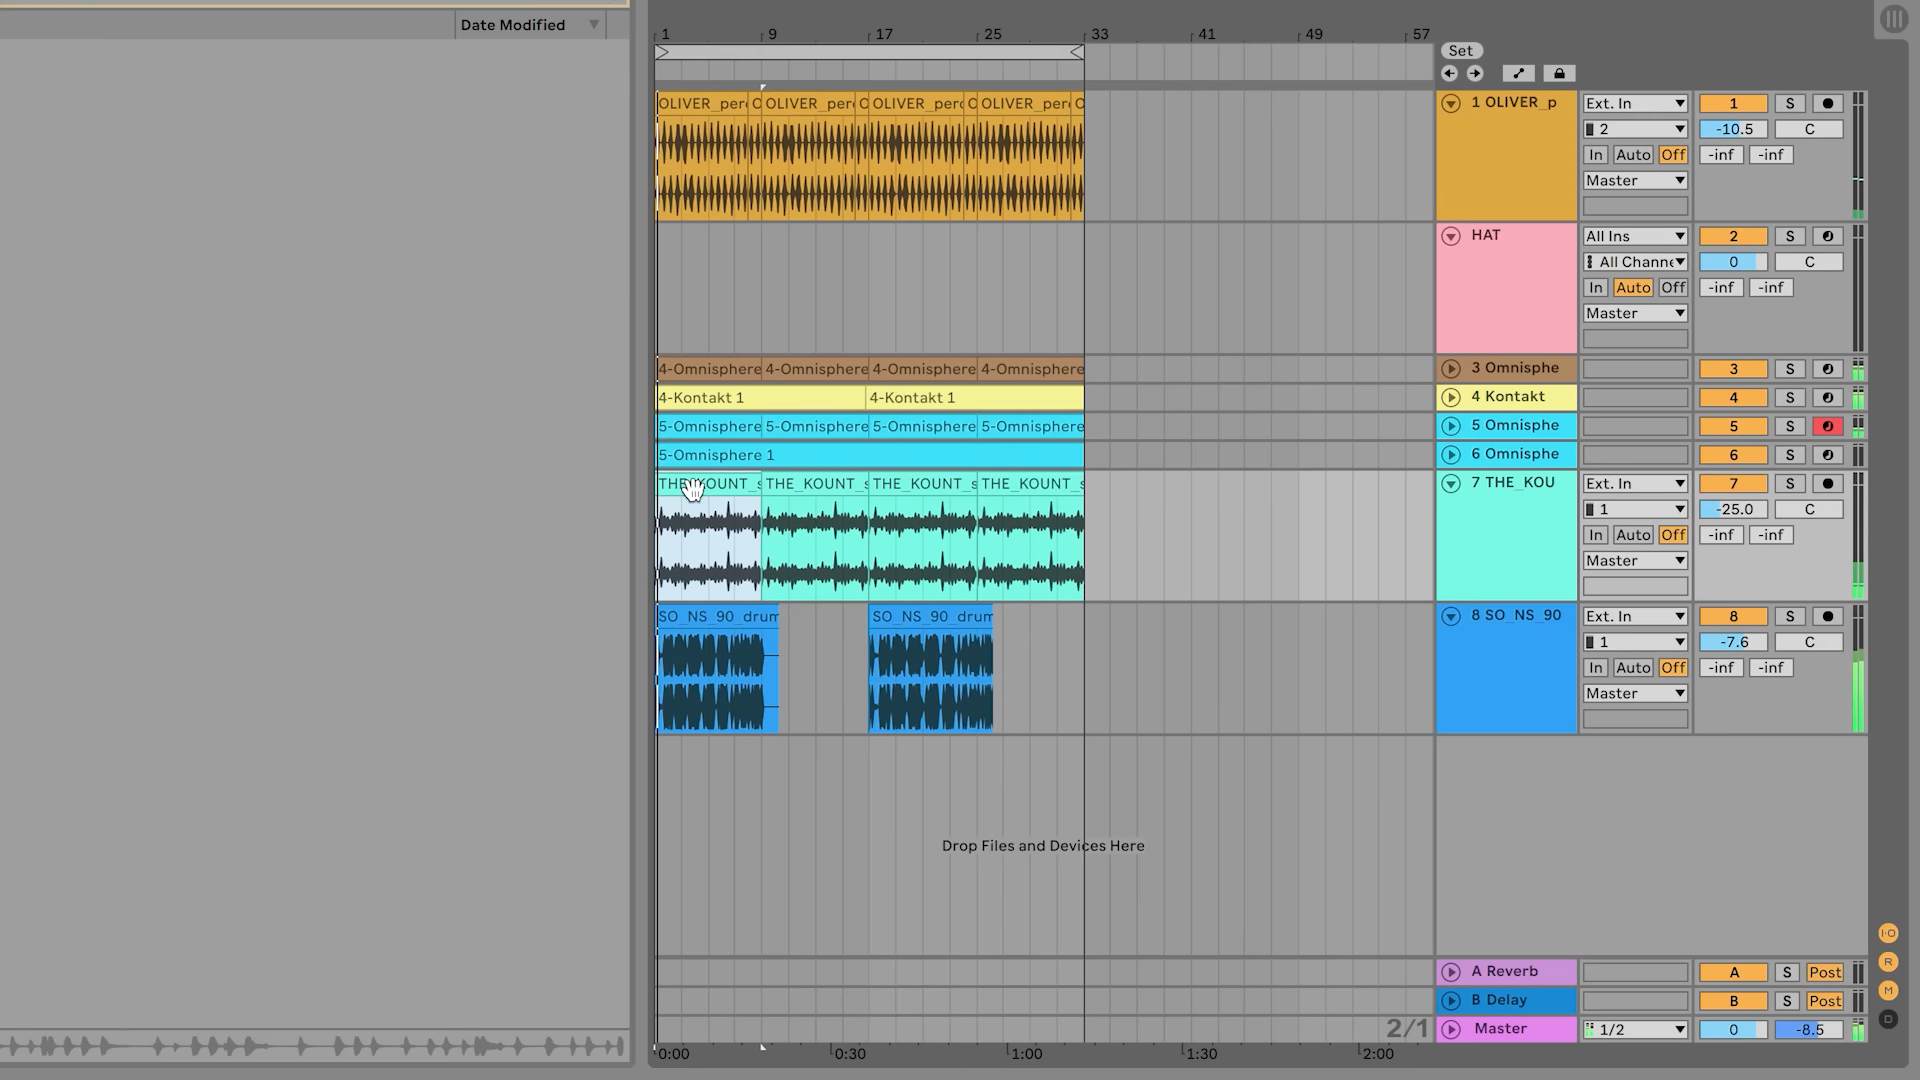 Date Modified
1 9 17 25 33 41 49 57
Set
OLIVER_perc O OLIVER_perc O OLIVER_perc O OLIVER_perc O
1 OLIVER_p
Ext. In
1 S
2
-10.5 C
In Auto Off
-inf -inf
Master
HAT
All Ins
2 S
All Channe
0 C
In Auto Off
-inf -inf
Master
4-Omnisphere 4-Omnisphere 4-Omnisphere 4-Omnisphere
3 Omnisphe
3 S
4-Kontakt 1 4-Kontakt 1
4 Kontakt
4 S
5-Omnisphere 5-Omnisphere 5-Omnisphere 5-Omnisphere
5 Omnisphe
5 S
5-Omnisphere 1
6 Omnisphe
6 S
THE_KOUNT_s THE_KOUNT_s THE_KOUNT_s THE_KOUNT_s
7 THE_KOU
Ext. In
7 S
1
-25.0 C
In Auto Off
-inf -inf
Master
SO_NS_90_drum SO_NS_90_drum
8 SO_NS_90
Ext. In
8 S
1
-7.6 C
In Auto Off
-inf -inf
Master
Drop Files and Devices Here
I·O
R
M
D
A Reverb
A S Post
B Delay
B S Post
2/1
Master
1/2
0 -8.5
0:00 0:30 1:00 1:30 2:00